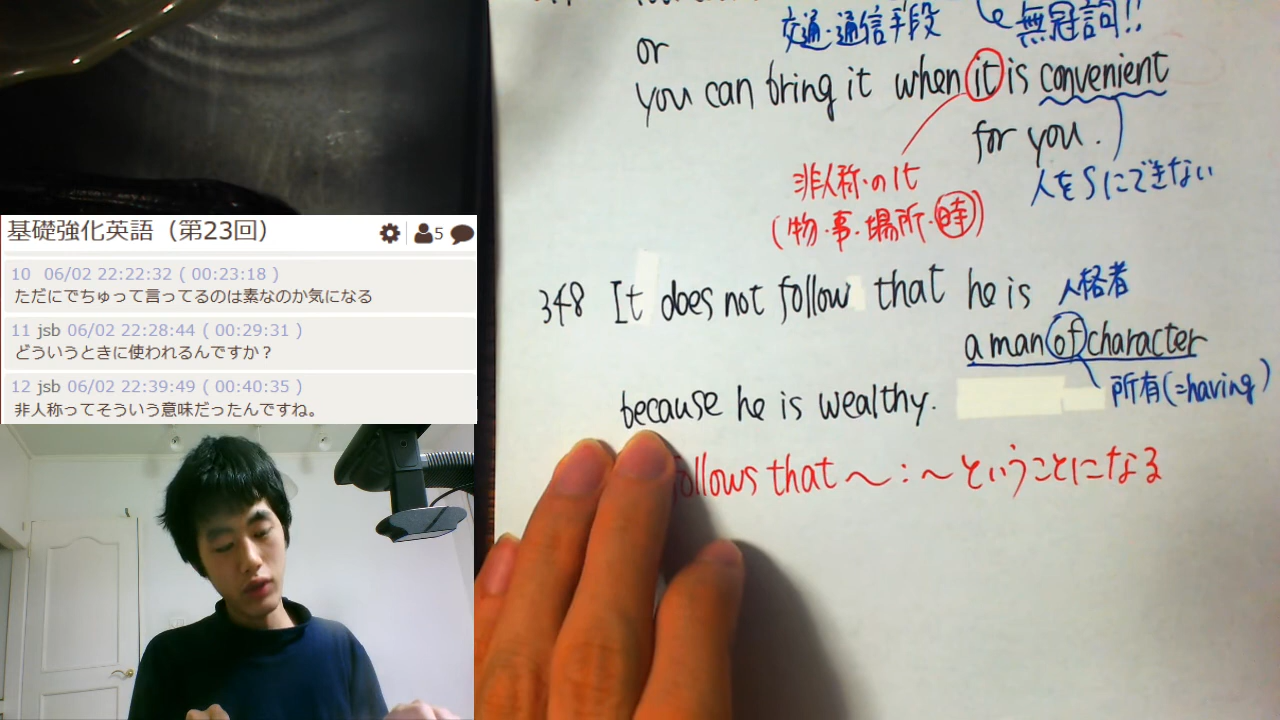 基礎強化英語（第23回）
5
10 06/02 22:22:32 ( 00:23:18 )
ただにでちゅって言ってるのは素なのか気になる
11 jsb 06/02 22:28:44 ( 00:29:31 )
どういうときに使われるんですか？
12 jsb 06/02 22:39:49 ( 00:40:35 )
非人称ってそういう意味だったんですね。
交通・通信手段
無冠詞!!
or
you can bring it when it is convenient
for you.
非人称のit
(物・事・場所・時)
人をSにできない
348 It does not follow that he is
人格者
a man of character
所有(=having)
because he is wealthy.
follows that ～:～ということになる